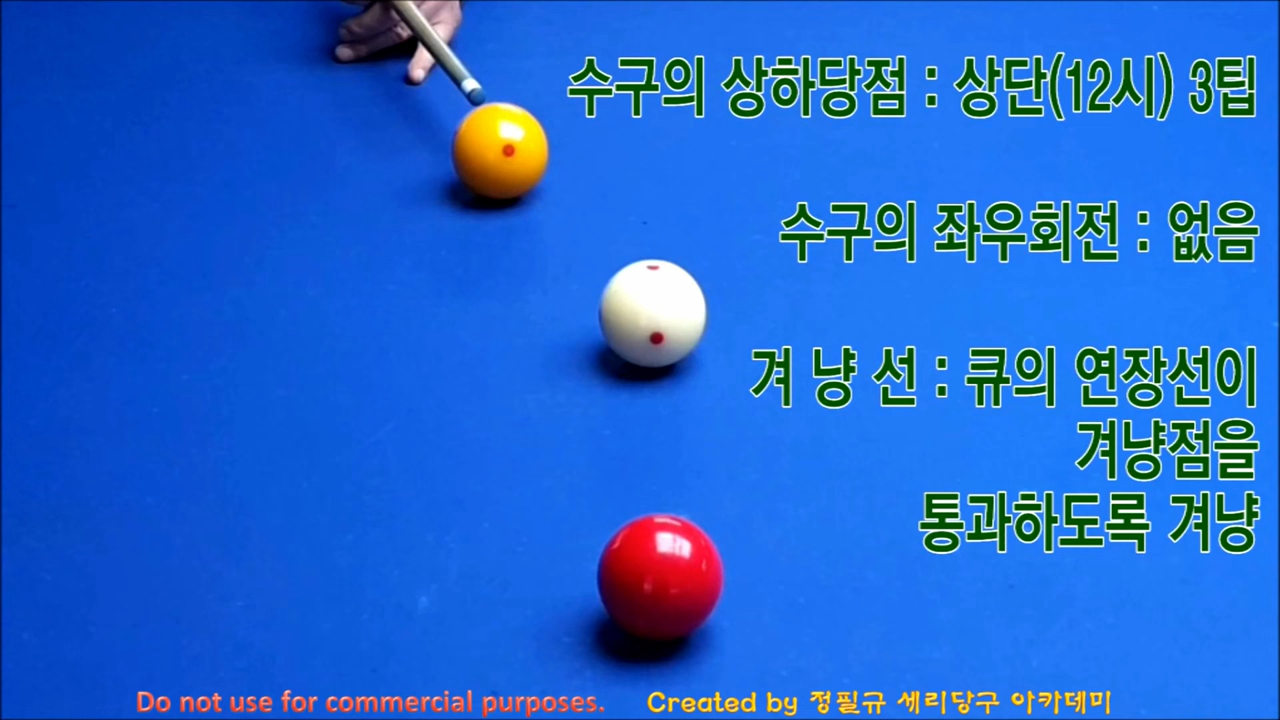 수구의 상하당점 : 상단(12시) 3팁
수구의 좌우회전 : 없음
겨 냥 선 : 큐의 연장선이
겨냥점을
통과하도록 겨냥
Do not use for commercial purposes. Created by 정필규 세리당구 아카데미